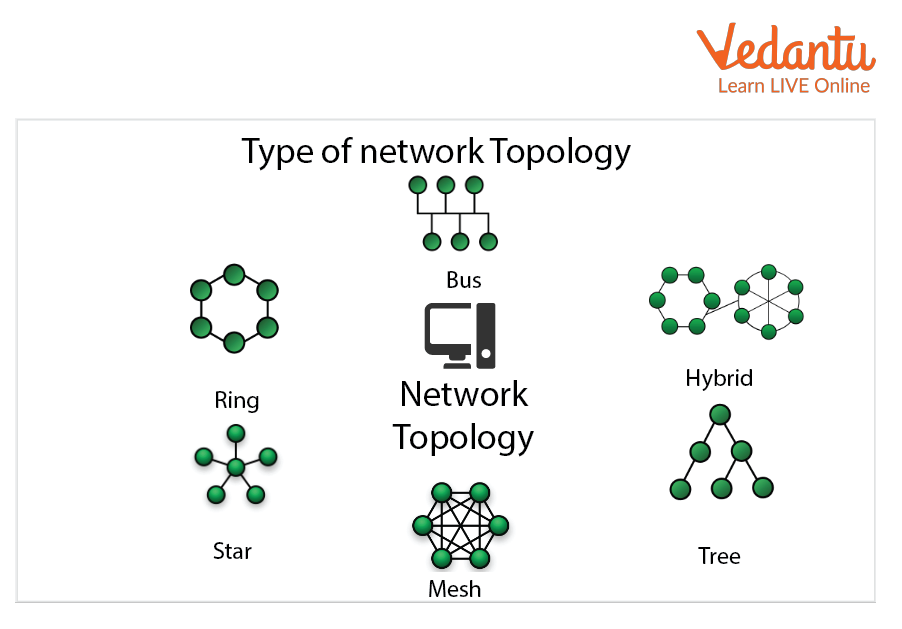 Vedantu
Learn LIVE Online
Type of network Topology
Bus
Ring
Hybrid
Network
Topology
Star
Tree
Mesh